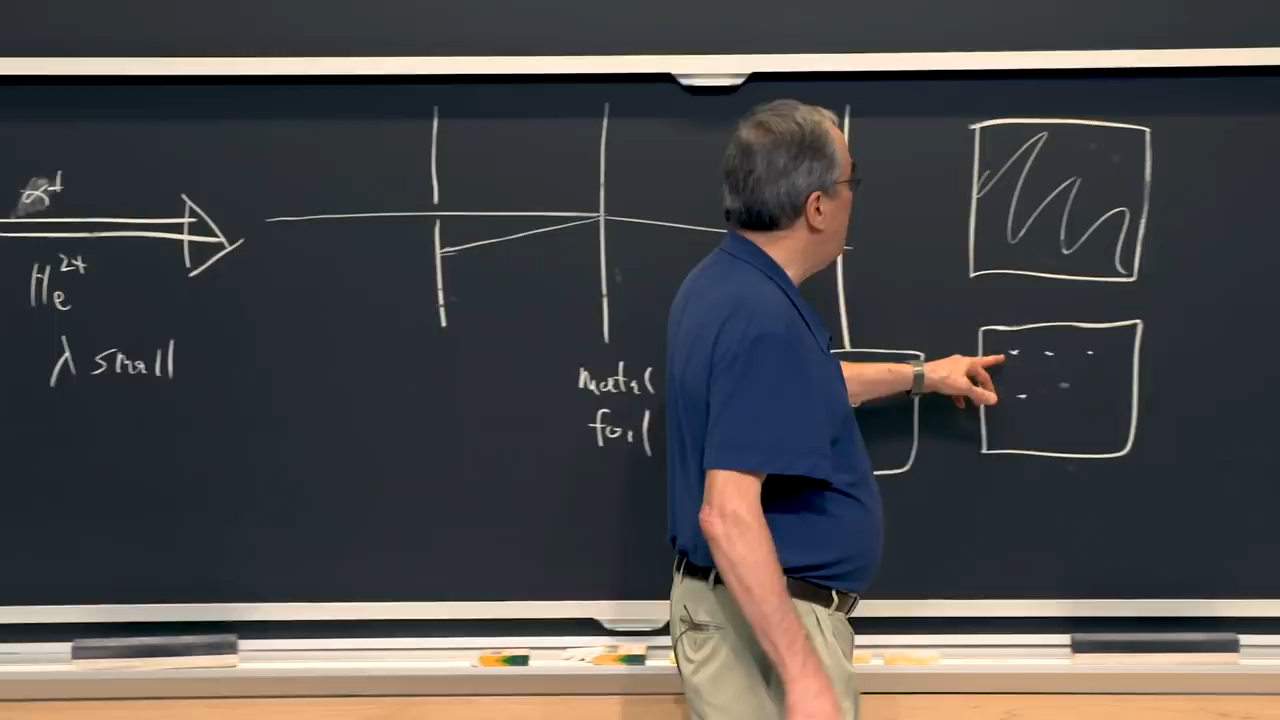 α+
He2+
λ small
metal
foil